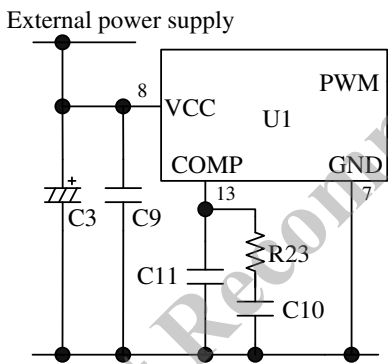 External power supply
8
VCC
PWM
U1
COMP
GND
13
7
C3
C9
C11
R23
C10